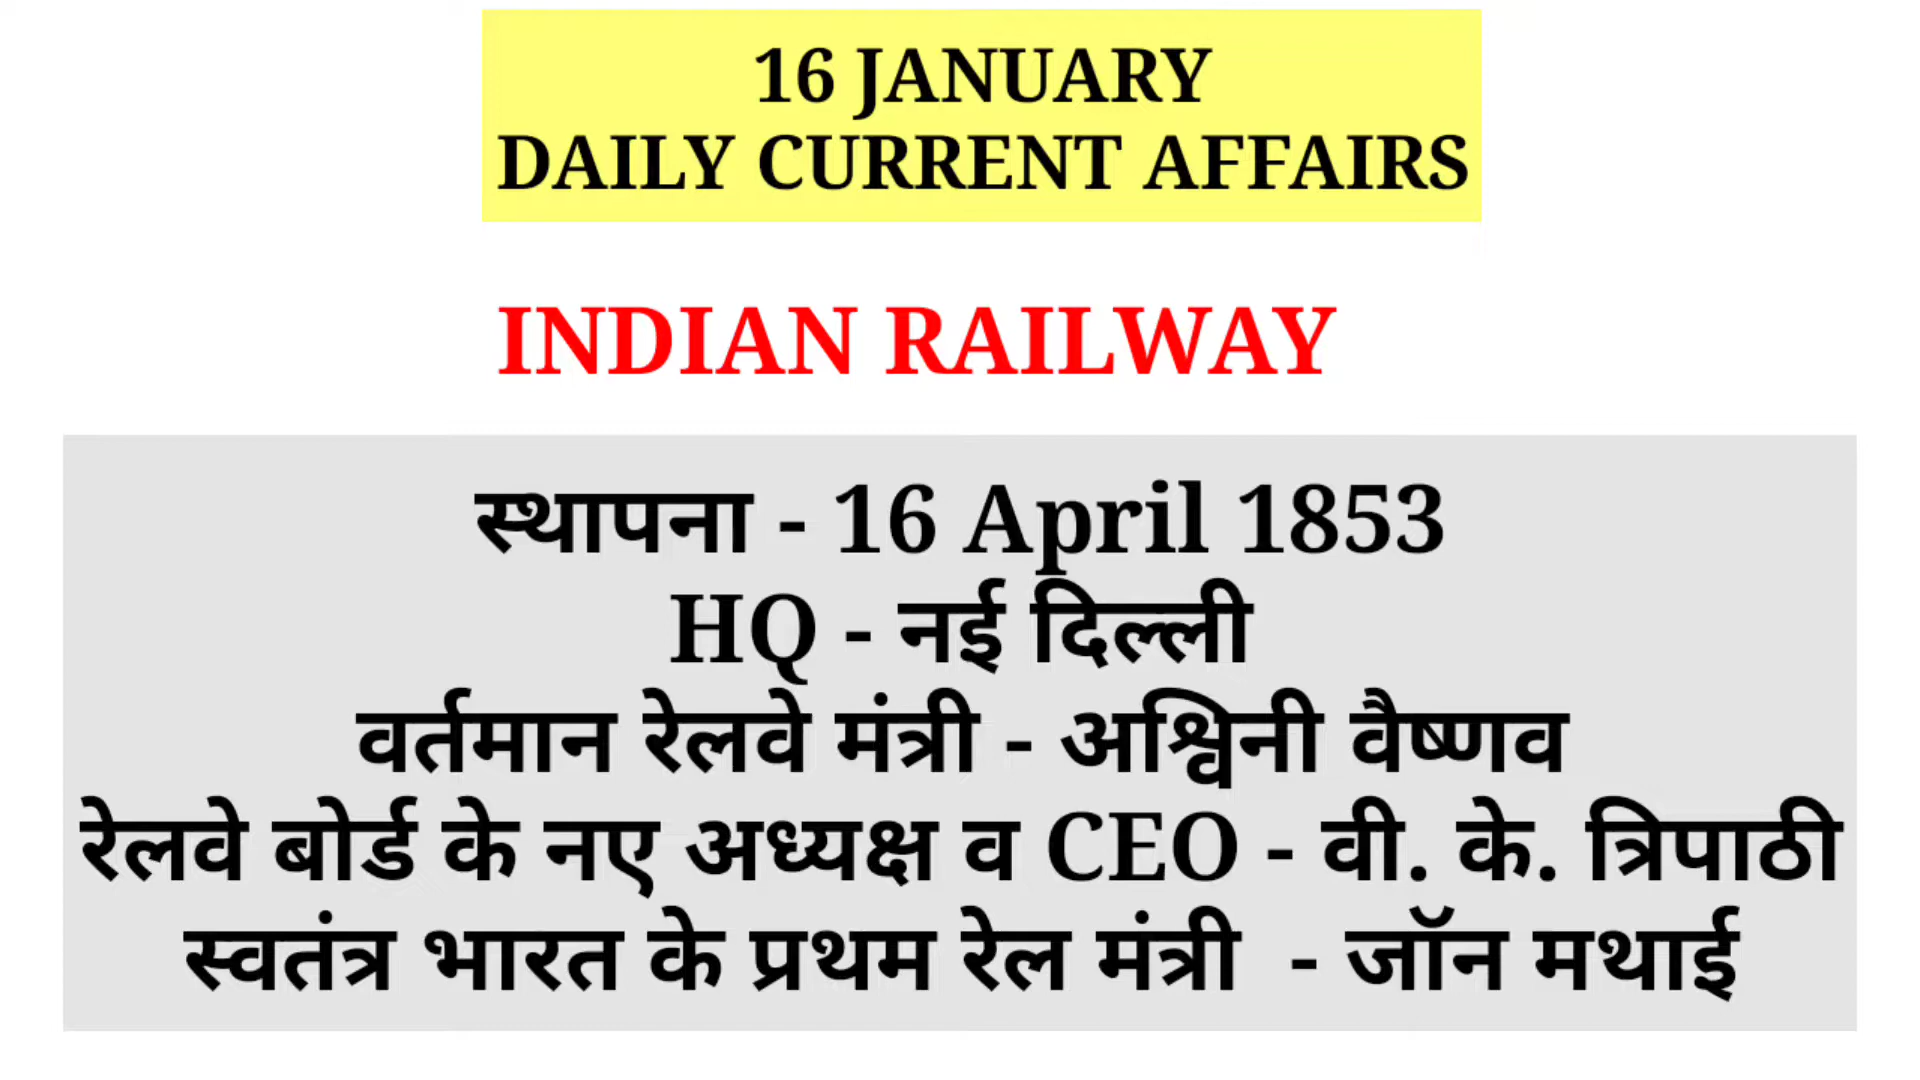 16 JANUARY
DAILY CURRENT AFFAIRS
INDIAN RAILWAY
स्थापना - 16 April 1853
HQ - नई दिल्ली
वर्तमान रेलवे मंत्री - अश्विनी वैष्णव
रेलवे बोर्ड के नए अध्यक्ष व CEO - वी. के. त्रिपाठी
स्वतंत्र भारत के प्रथम रेल मंत्री - जॉन मथाई